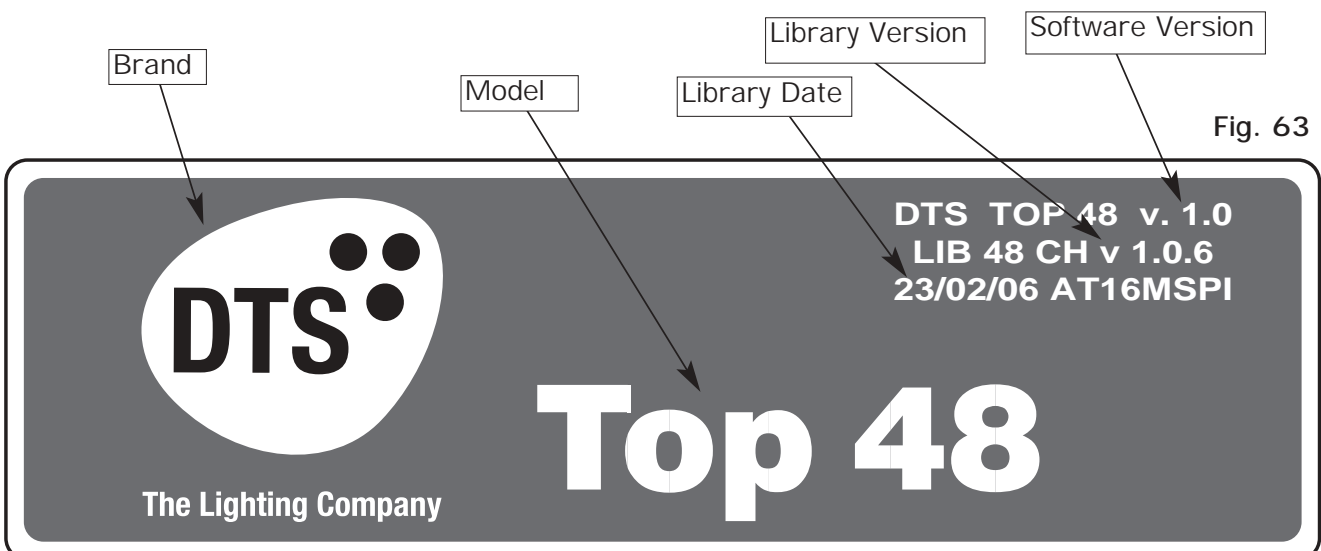 Library Version
Software Version
Brand
Model
Library Date
Fig. 63
DTS TOP 48 v. 1.0
LIB 48 CH v 1.0.6
23/02/06 AT16MSPI
DTS
Top 48
The Lighting Company